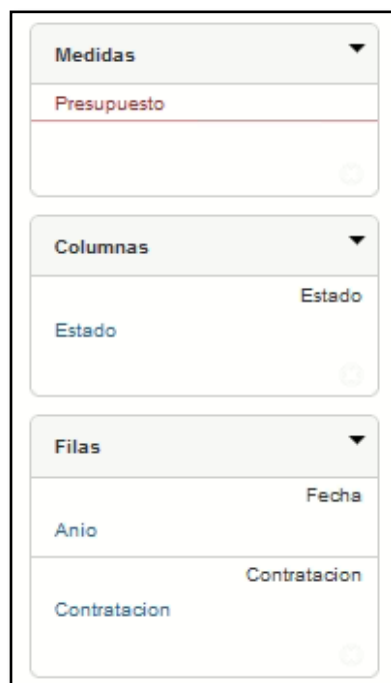 Medidas
Presupuesto
Columnas
Estado
Estado
Filas
Fecha
Anio
Contratacion
Contratacion